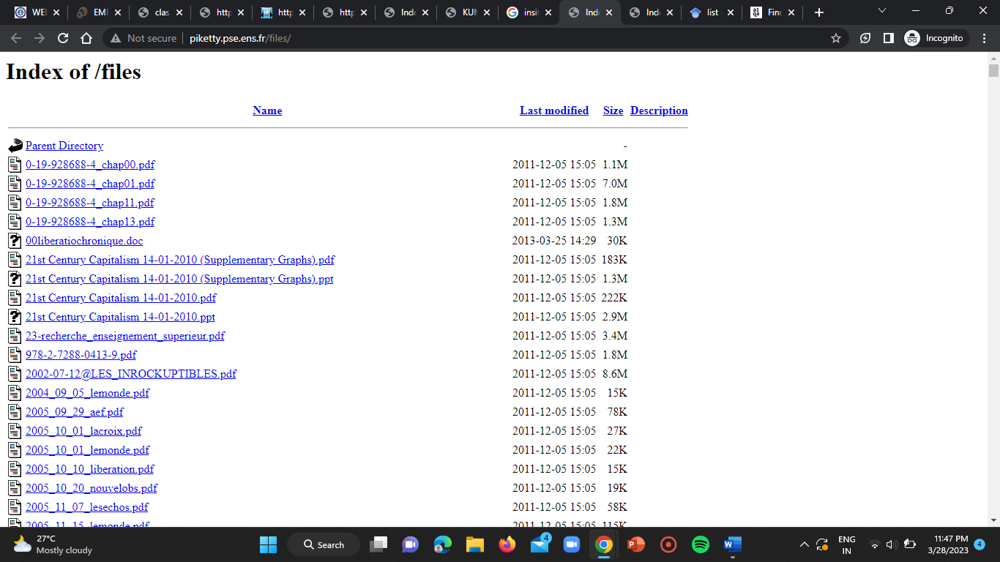 WEI
EME
clas
http
http
http
Inde
KUM
insit
Inde
Inde
list
Finc
Not secure piketty.pse.ens.fr/files/
Incognito
Index of /files
Name Last modified Size Description
Parent Directory -
0-19-928688-4_chap00.pdf 2011-12-05 15:05 1.1M
0-19-928688-4_chap01.pdf 2011-12-05 15:05 7.0M
0-19-928688-4_chap11.pdf 2011-12-05 15:05 1.8M
0-19-928688-4_chap13.pdf 2011-12-05 15:05 1.3M
00liberatiochronique.doc 2013-03-25 14:29 30K
21st Century Capitalism 14-01-2010 (Supplementary Graphs).pdf 2011-12-05 15:05 183K
21st Century Capitalism 14-01-2010 (Supplementary Graphs).ppt 2011-12-05 15:05 1.3M
21st Century Capitalism 14-01-2010.pdf 2011-12-05 15:05 222K
21st Century Capitalism 14-01-2010.ppt 2011-12-05 15:05 2.9M
23-recherche_enseignement_superieur.pdf 2011-12-05 15:05 3.4M
978-2-7288-0413-9.pdf 2011-12-05 15:05 1.8M
2002-07-12@LES_INROCKUPTIBLES.pdf 2011-12-05 15:05 8.6M
2004_09_05_lemonde.pdf 2011-12-05 15:05 15K
2005_09_29_aef.pdf 2011-12-05 15:05 78K
2005_10_01_lacroix.pdf 2011-12-05 15:05 27K
2005_10_01_lemonde.pdf 2011-12-05 15:05 22K
2005_10_10_liberation.pdf 2011-12-05 15:05 15K
2005_10_20_nouvelobs.pdf 2011-12-05 15:05 19K
2005_11_07_lesechos.pdf 2011-12-05 15:05 58K
2005_11_15_lemonde.pdf 2011-12-05 15:05 115K
27°C
Mostly cloudy
Search
4
ENG
IN
11:47 PM
3/28/2023
4